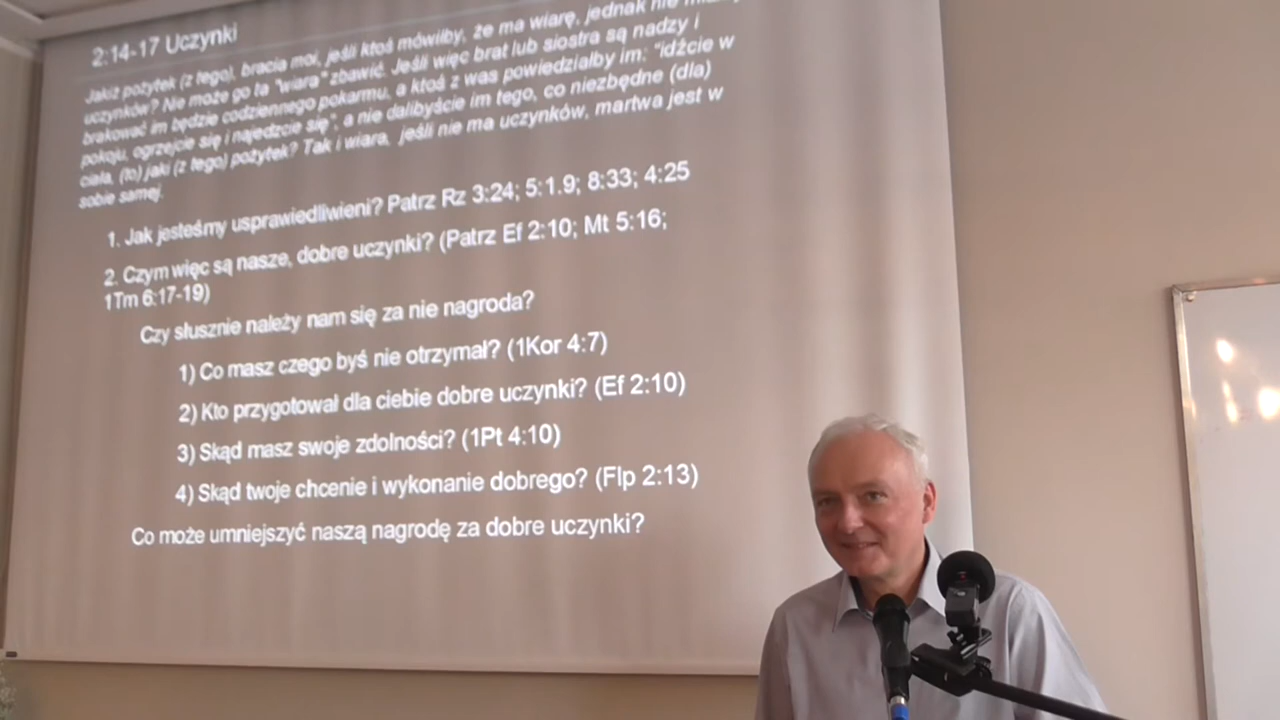 2:14-17 Uczynki
Jakiż pożytek (z tego), bracia moi, jeśli ktoś mówiłby, że ma wiarę, jednak nie
uczynków? Nie może go ta "wiara" zbawić. Jeśli więc brat lub siostra są nadzy i
brakować im będzie codziennego pokarmu, a ktoś z was powiedziałby im: "idźcie w
pokoju, ogrzejcie się i najedzcie się", a nie dalibyście im tego, co niezbędne (dla)
ciała, (to) jaki (z tego) pożytek? Tak i wiara, jeśli nie ma uczynków, martwa jest w
sobie samej.
1. Jak jesteśmy usprawiedliwieni? Patrz Rz 3:24; 5:1.9; 8:33; 4:25
2. Czym więc są nasze, dobre uczynki? (Patrz Ef 2:10; Mt 5:16;
1Tm 6:17-19)
Czy słusznie należy nam się za nie nagroda?
1) Co masz czego byś nie otrzymał? (1Kor 4:7)
2) Kto przygotował dla ciebie dobre uczynki? (Ef 2:10)
3) Skąd masz swoje zdolności? (1Pt 4:10)
4) Skąd twoje chcenie i wykonanie dobrego? (Flp 2:13)
Co może umniejszyć naszą nagrodę za dobre uczynki?